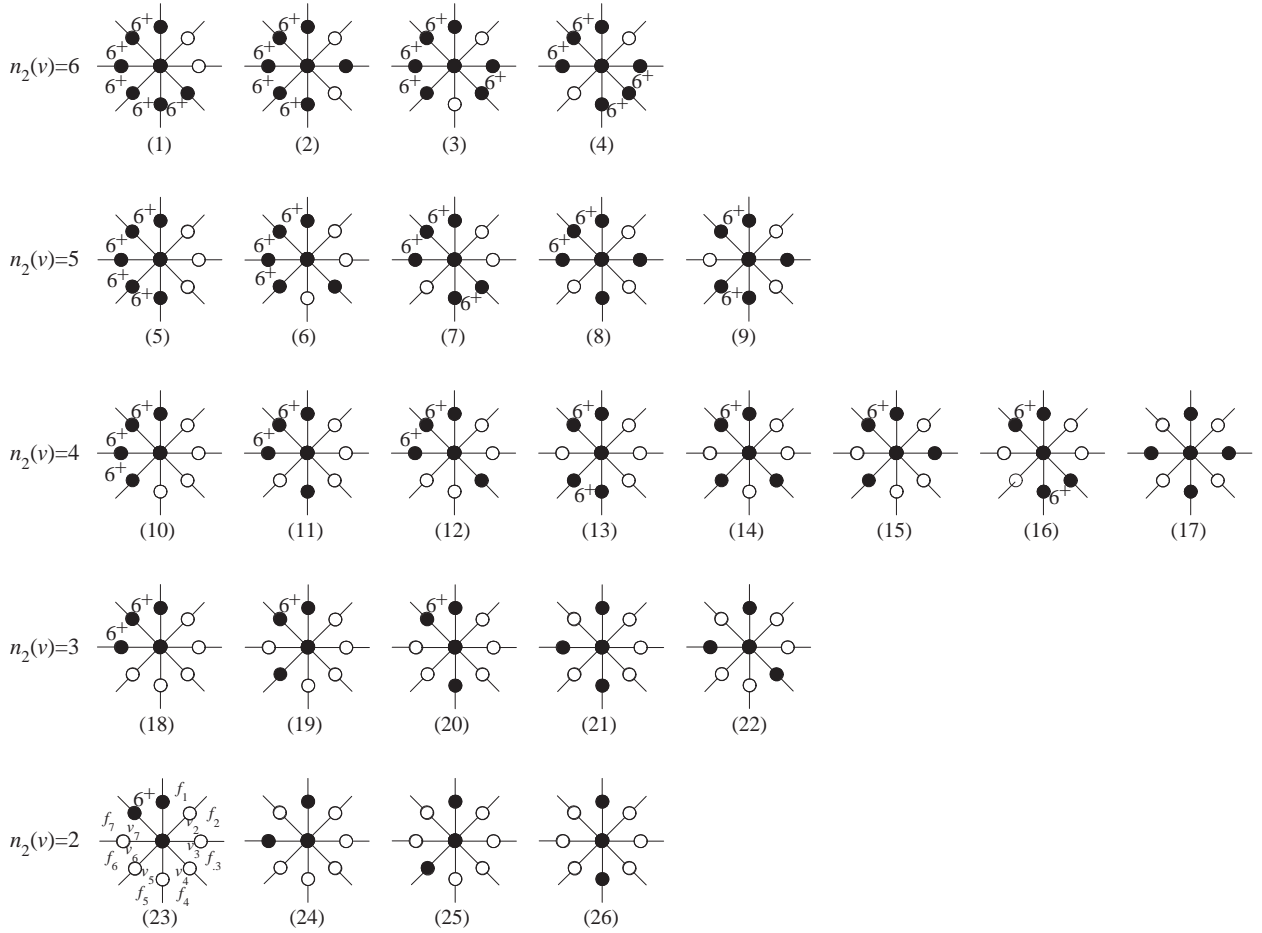 6⁺ 6⁺ 6⁺ 6⁺
6⁺ 6⁺ 6⁺ 6⁺
n₂(v)=6
6⁺ 6⁺ 6⁺ 6⁺ 6⁺
6⁺ 6⁺ 6⁺ 6⁺
(1) (2) (3) (4)
6⁺ 6⁺ 6⁺ 6⁺ 6⁺
6⁺ 6⁺ 6⁺ 6⁺
n₂(v)=5
6⁺ 6⁺
6⁺ 6⁺ 6⁺
(5) (6) (7) (8) (9)
6⁺ 6⁺ 6⁺ 6⁺ 6⁺ 6⁺ 6⁺
6⁺ 6⁺ 6⁺
n₂(v)=4
6⁺
6⁺ 6⁺
(10) (11) (12) (13) (14) (15) (16) (17)
6⁺ 6⁺ 6⁺
6⁺
n₂(v)=3
(18) (19) (20) (21) (22)
6⁺ f₁
f₇ v₇ v₂ f₂
n₂(v)=2
f₆ v₆ v₃ f₃
v₅ v₄
f₅ f₄
(23) (24) (25) (26)